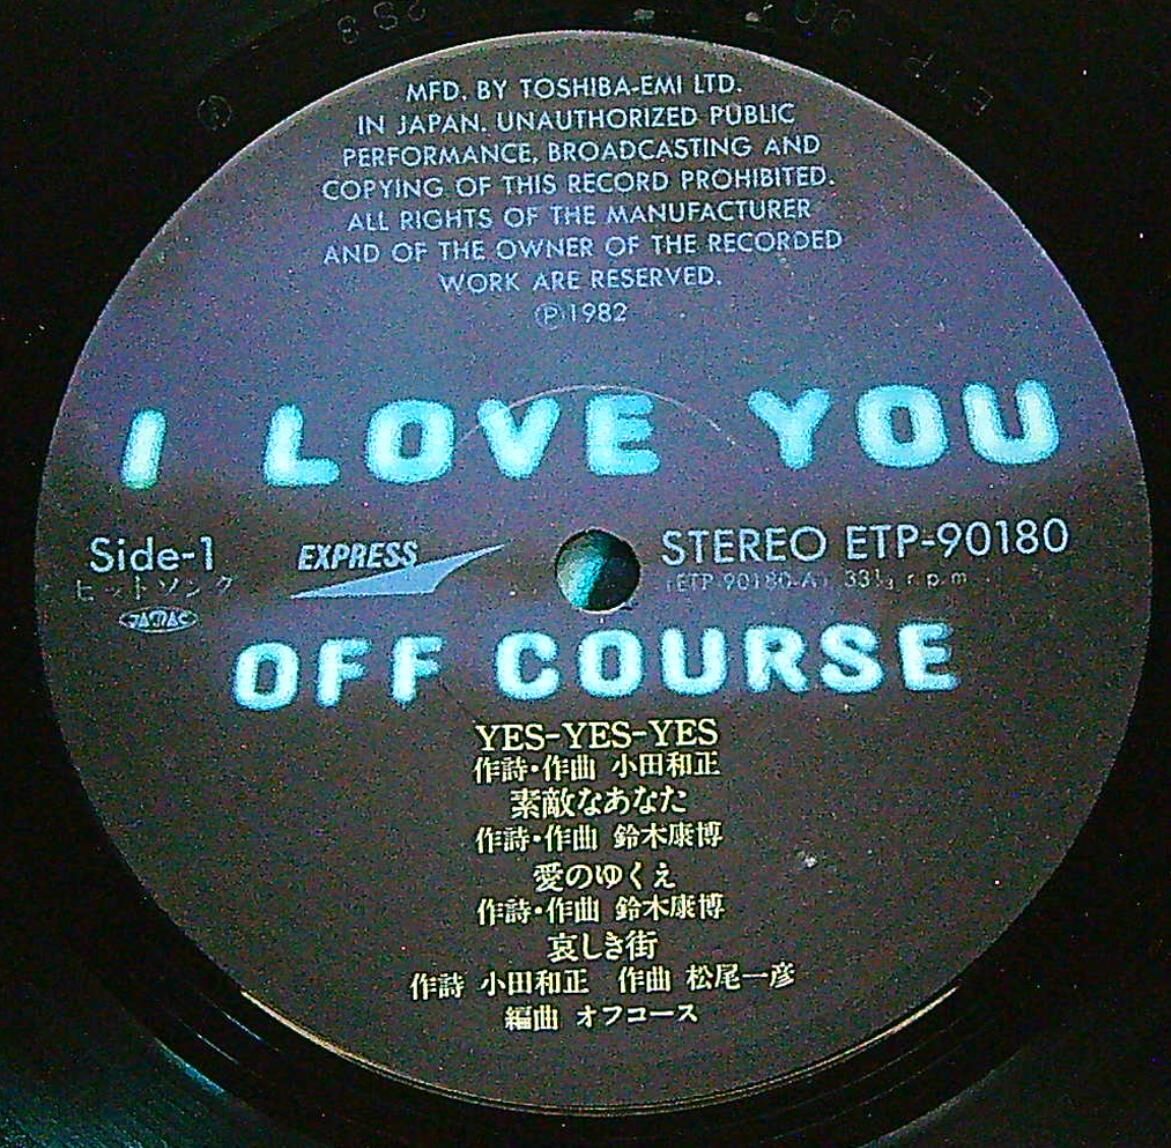 MFD. BY TOSHIBA-EMI LTD.
IN JAPAN. UNAUTHORIZED PUBLIC
PERFORMANCE, BROADCASTING AND
COPYING OF THIS RECORD PROHIBITED.
ALL RIGHTS OF THE MANUFACTURER
AND OF THE OWNER OF THE RECORDED
WORK ARE RESERVED.
Ⓟ1982
I LOVE YOU
Side-1
ヒットソング
EXPRESS
STEREO ETP-90180
(ETP-90180-A) 33⅓ r.p.m.
OFF COURSE
YES-YES-YES
作詩・作曲 小田和正
素敵なあなた
作詩・作曲 鈴木康博
愛のゆくえ
作詩・作曲 鈴木康博
哀しき街
作詩 小田和正 作曲 松尾一彦
編曲 オフコース